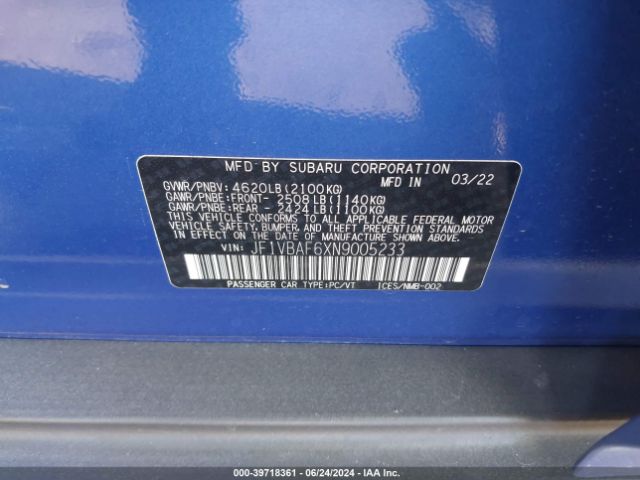 MFD BY SUBARU CORPORATION
GVWR/PNBV: 4620LB(2100KG) MFD IN 03/22
GAWR/PNBE:FRONT- 2508LB(1140KG)
GAWR/PNBE:REAR - 2424LB(1100KG)
THIS VEHICLE CONFORMS TO ALL APPLICABLE FEDERAL MOTOR
VEHICLE SAFETY, BUMPER, AND THEFT PREVENTION STANDARDS
IN EFFECT ON THE DATE OF MANUFACTURE SHOWN ABOVE.
VIN: JF1VBAF6XN9005233
PASSENGER CAR TYPE:PC/VT ICES/NMB-002
000-39718361 - 06/24/2024 - IAA Inc.